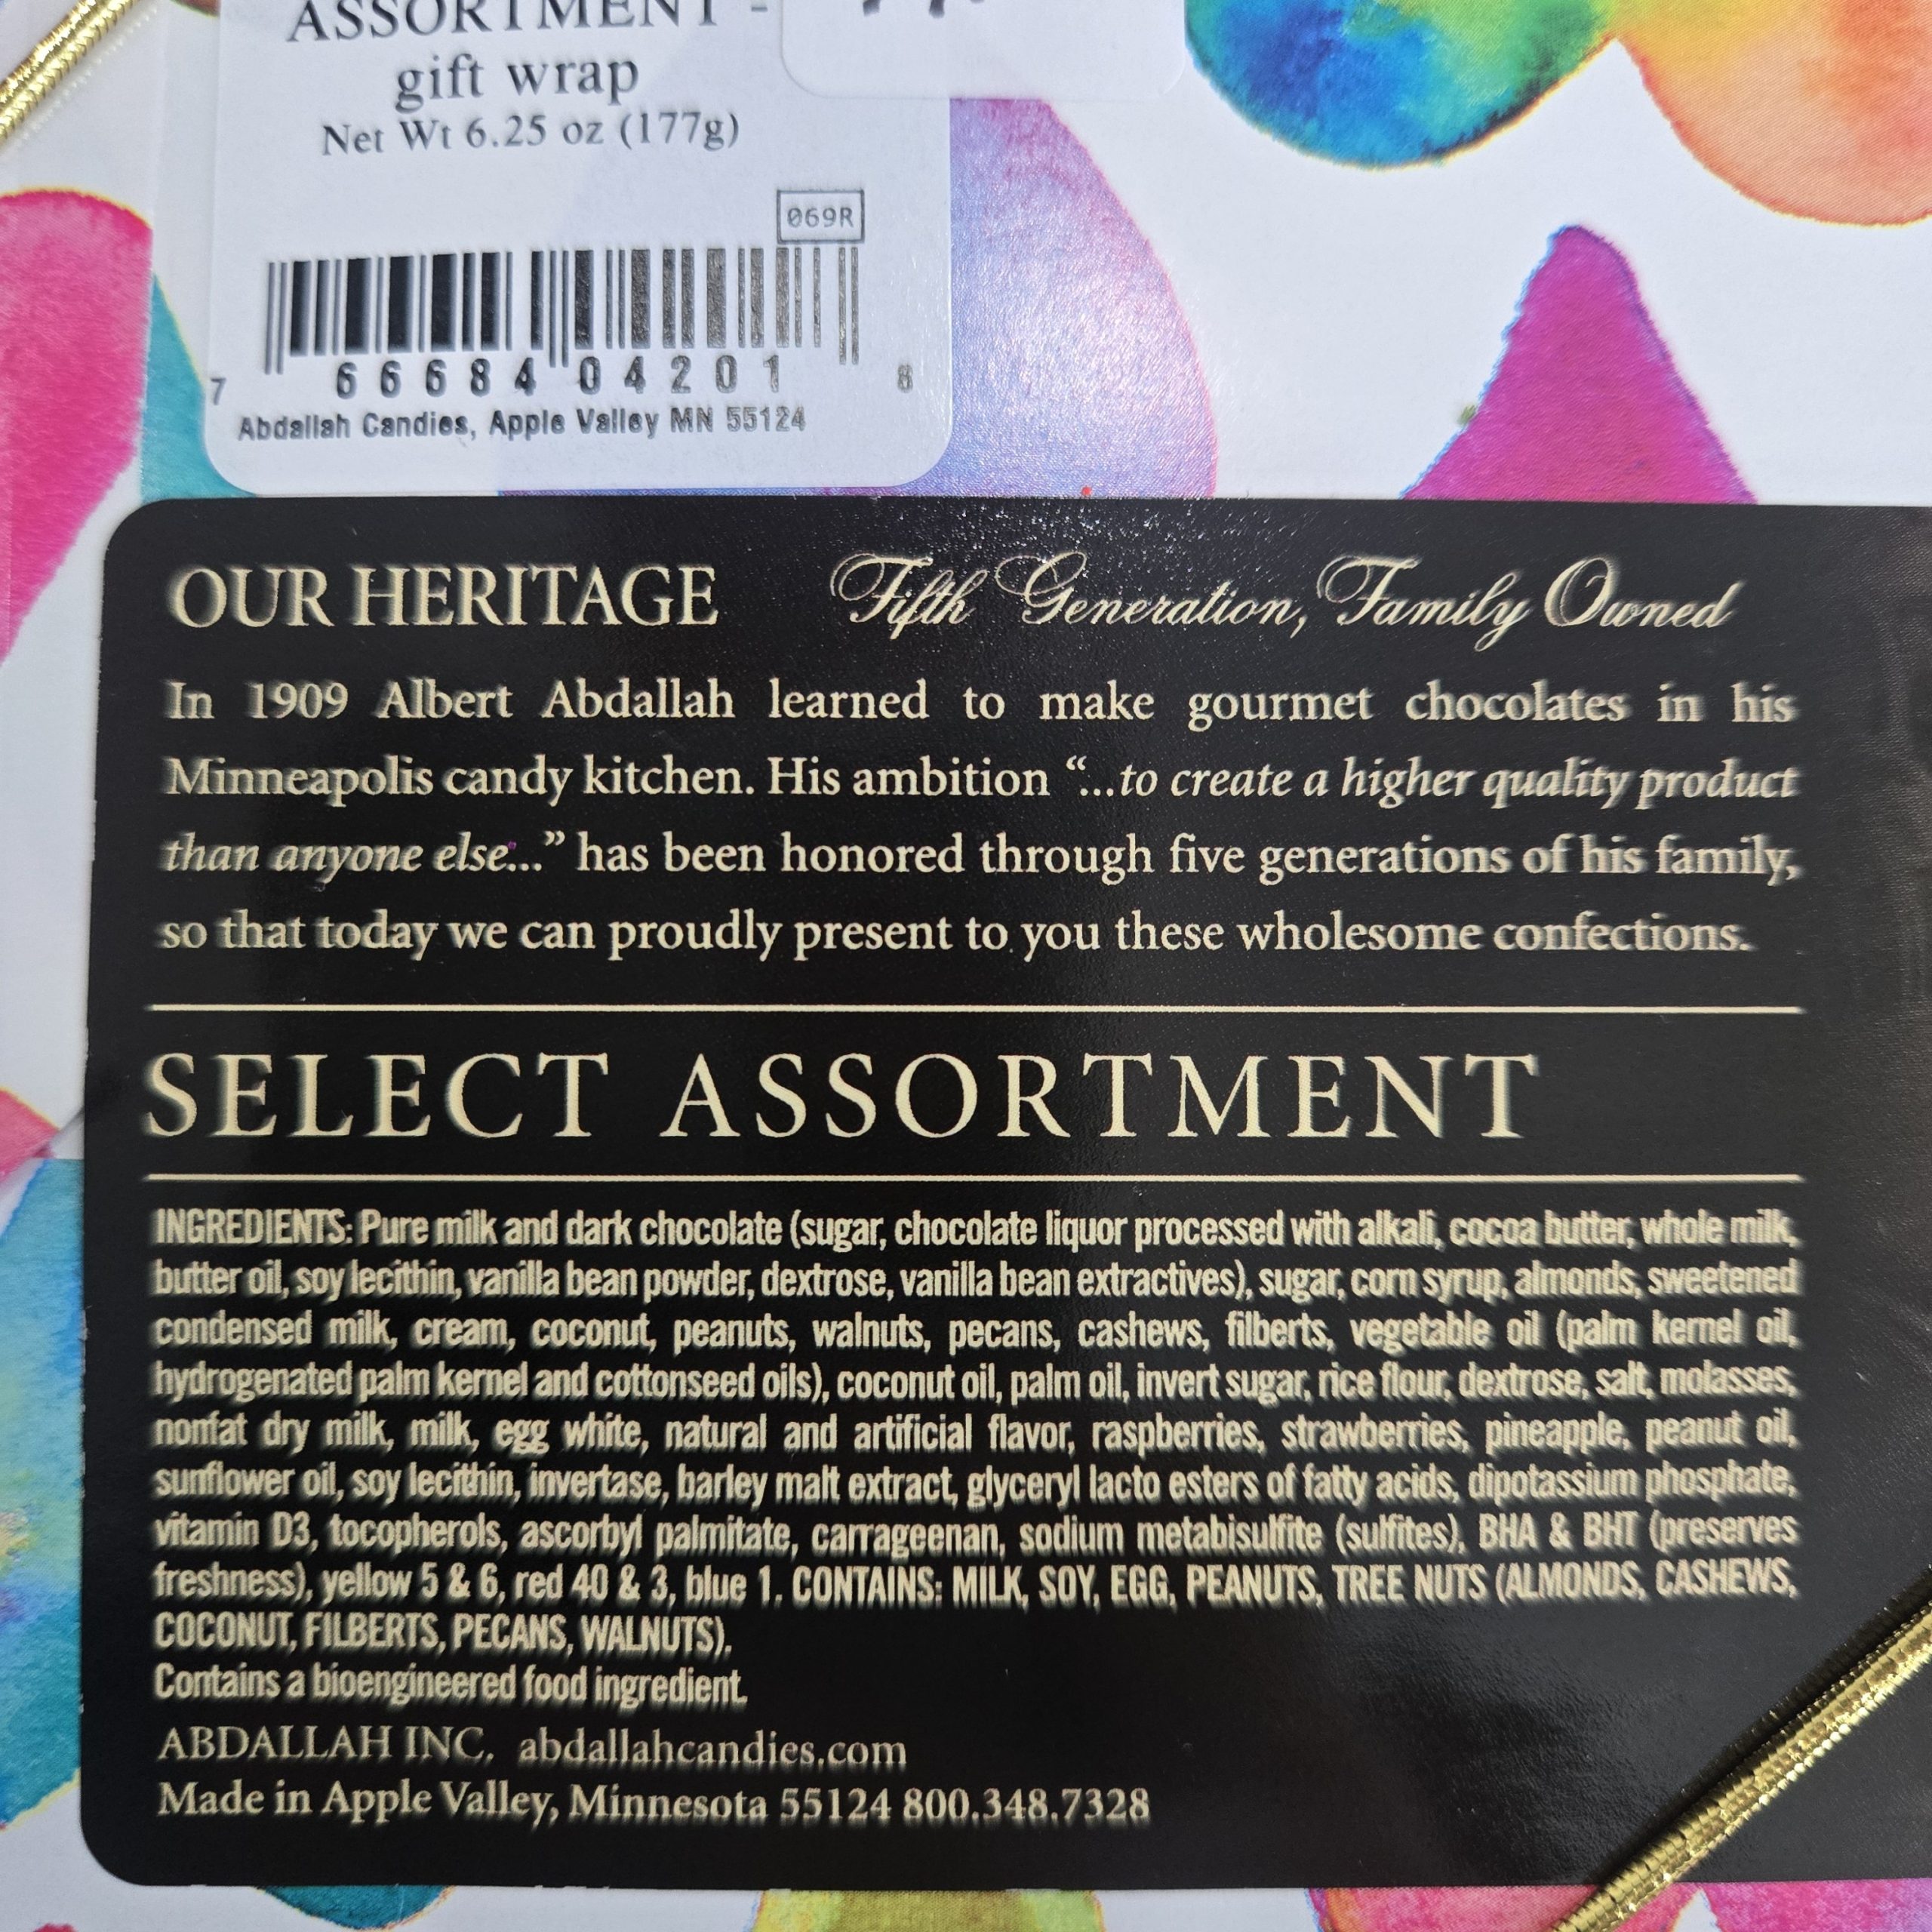 ASSORTMENT -
gift wrap
Net Wt 6.25 oz (177g)
069R
7 66684 04201 8
Abdallah Candies, Apple Valley MN 55124
OUR HERITAGE Fifth Generation, Family Owned
In 1909 Albert Abdallah learned to make gourmet chocolates in his
Minneapolis candy kitchen. His ambition “...to create a higher quality product
than anyone else...” has been honored through five generations of his family,
so that today we can proudly present to you these wholesome confections.
SELECT ASSORTMENT
INGREDIENTS: Pure milk and dark chocolate (sugar, chocolate liquor processed with alkali, cocoa butter, whole milk,
butter oil, soy lecithin, vanilla bean powder, dextrose, vanilla bean extractives), sugar, corn syrup, almonds, sweetened
condensed milk, cream, coconut, peanuts, walnuts, pecans, cashews, filberts, vegetable oil (palm kernel oil,
hydrogenated palm kernel and cottonseed oils), coconut oil, palm oil, invert sugar, rice flour, dextrose, salt, molasses,
nonfat dry milk, milk, egg white, natural and artificial flavor, raspberries, strawberries, pineapple, peanut oil,
sunflower oil, soy lecithin, invertase, barley malt extract, glyceryl lacto esters of fatty acids, dipotassium phosphate,
vitamin D3, tocopherols, ascorbyl palmitate, carrageenan, sodium metabisulfite (sulfites), BHA & BHT (preserves
freshness), yellow 5 & 6, red 40 & 3, blue 1. CONTAINS: MILK, SOY, EGG, PEANUTS, TREE NUTS (ALMONDS, CASHEWS,
COCONUT, FILBERTS, PECANS, WALNUTS).
Contains a bioengineered food ingredient.
ABDALLAH INC. abdallahcandies.com
Made in Apple Valley, Minnesota 55124 800.348.7328